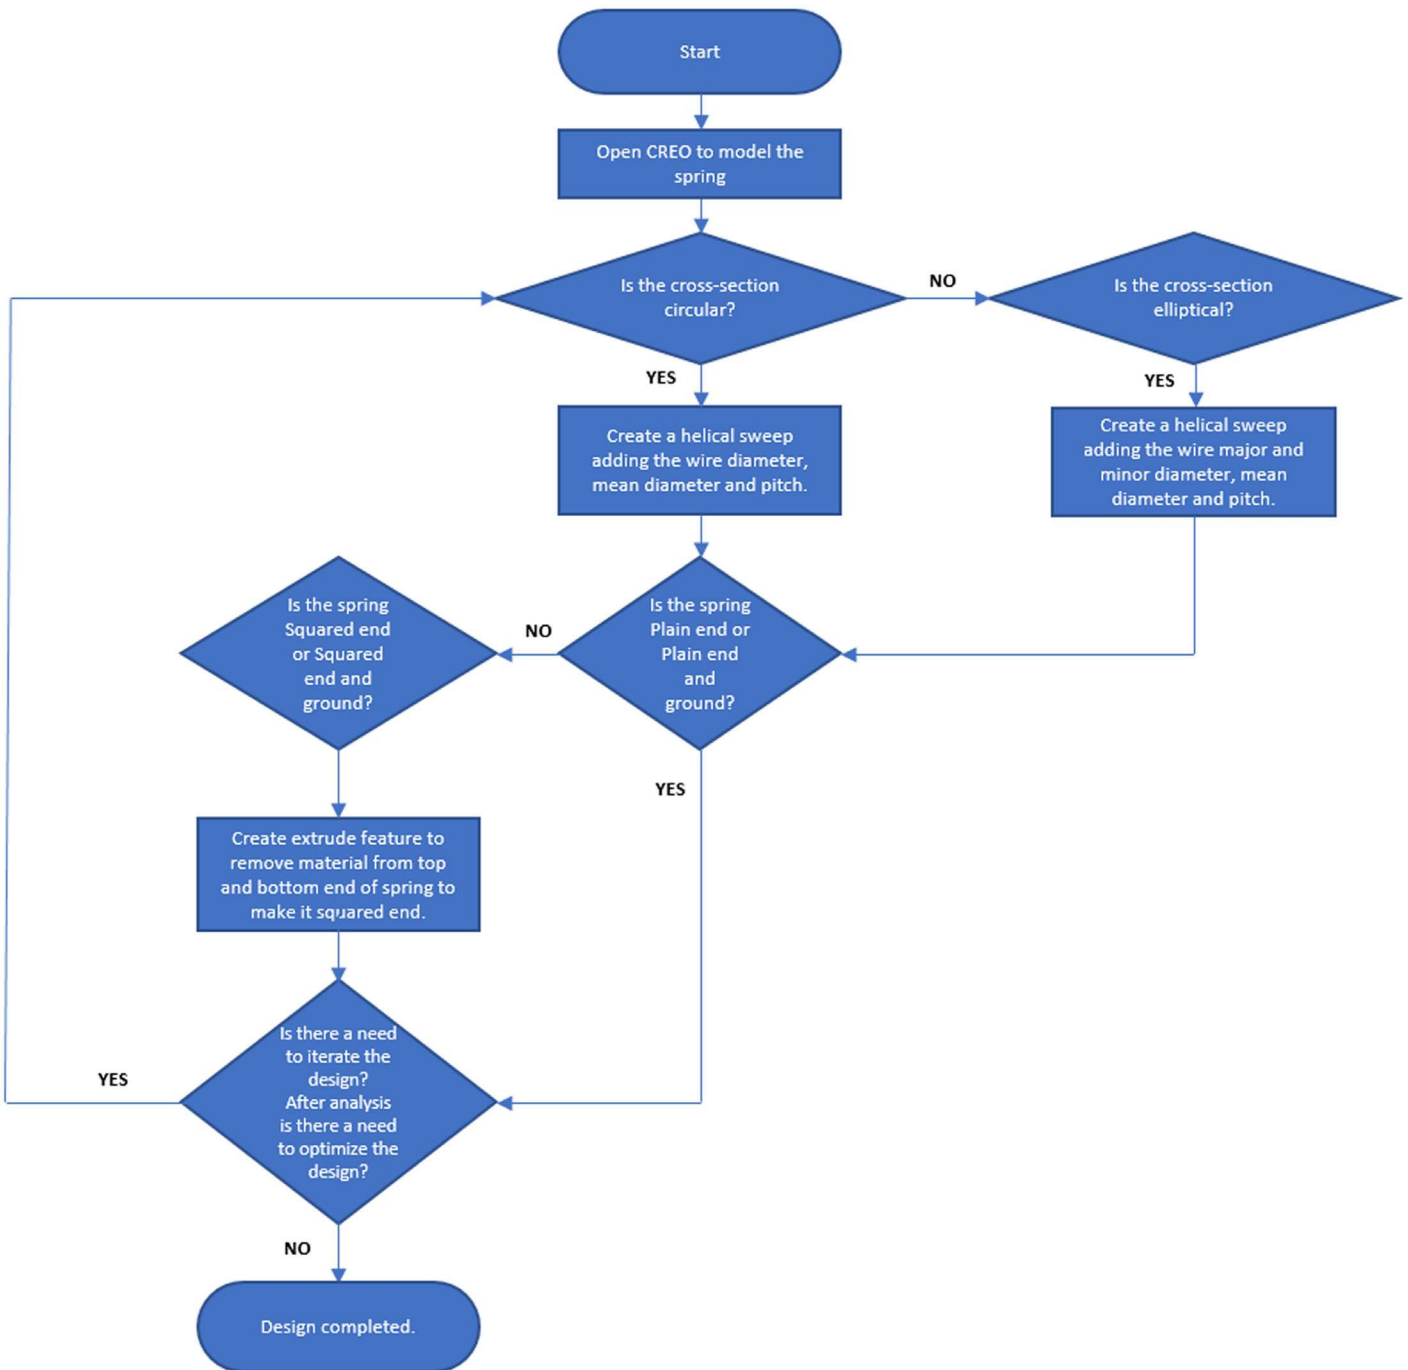 Start
Open CREO to model the
spring
Is the cross-section
circular?
NO
Is the cross-section
elliptical?
YES
YES
Create a helical sweep
adding the wire diameter,
mean diameter and pitch.
Create a helical sweep
adding the wire major and
minor diameter, mean
diameter and pitch.
Is the spring
Squared end
or Squared
end and
ground?
NO
Is the spring
Plain end or
Plain end
and
ground?
YES
Create extrude feature to
remove material from top
and bottom end of spring to
make it squared end.
Is there a need
to iterate the
design?
After analysis
is there a need
to optimize the
design?
YES
NO
Design completed.